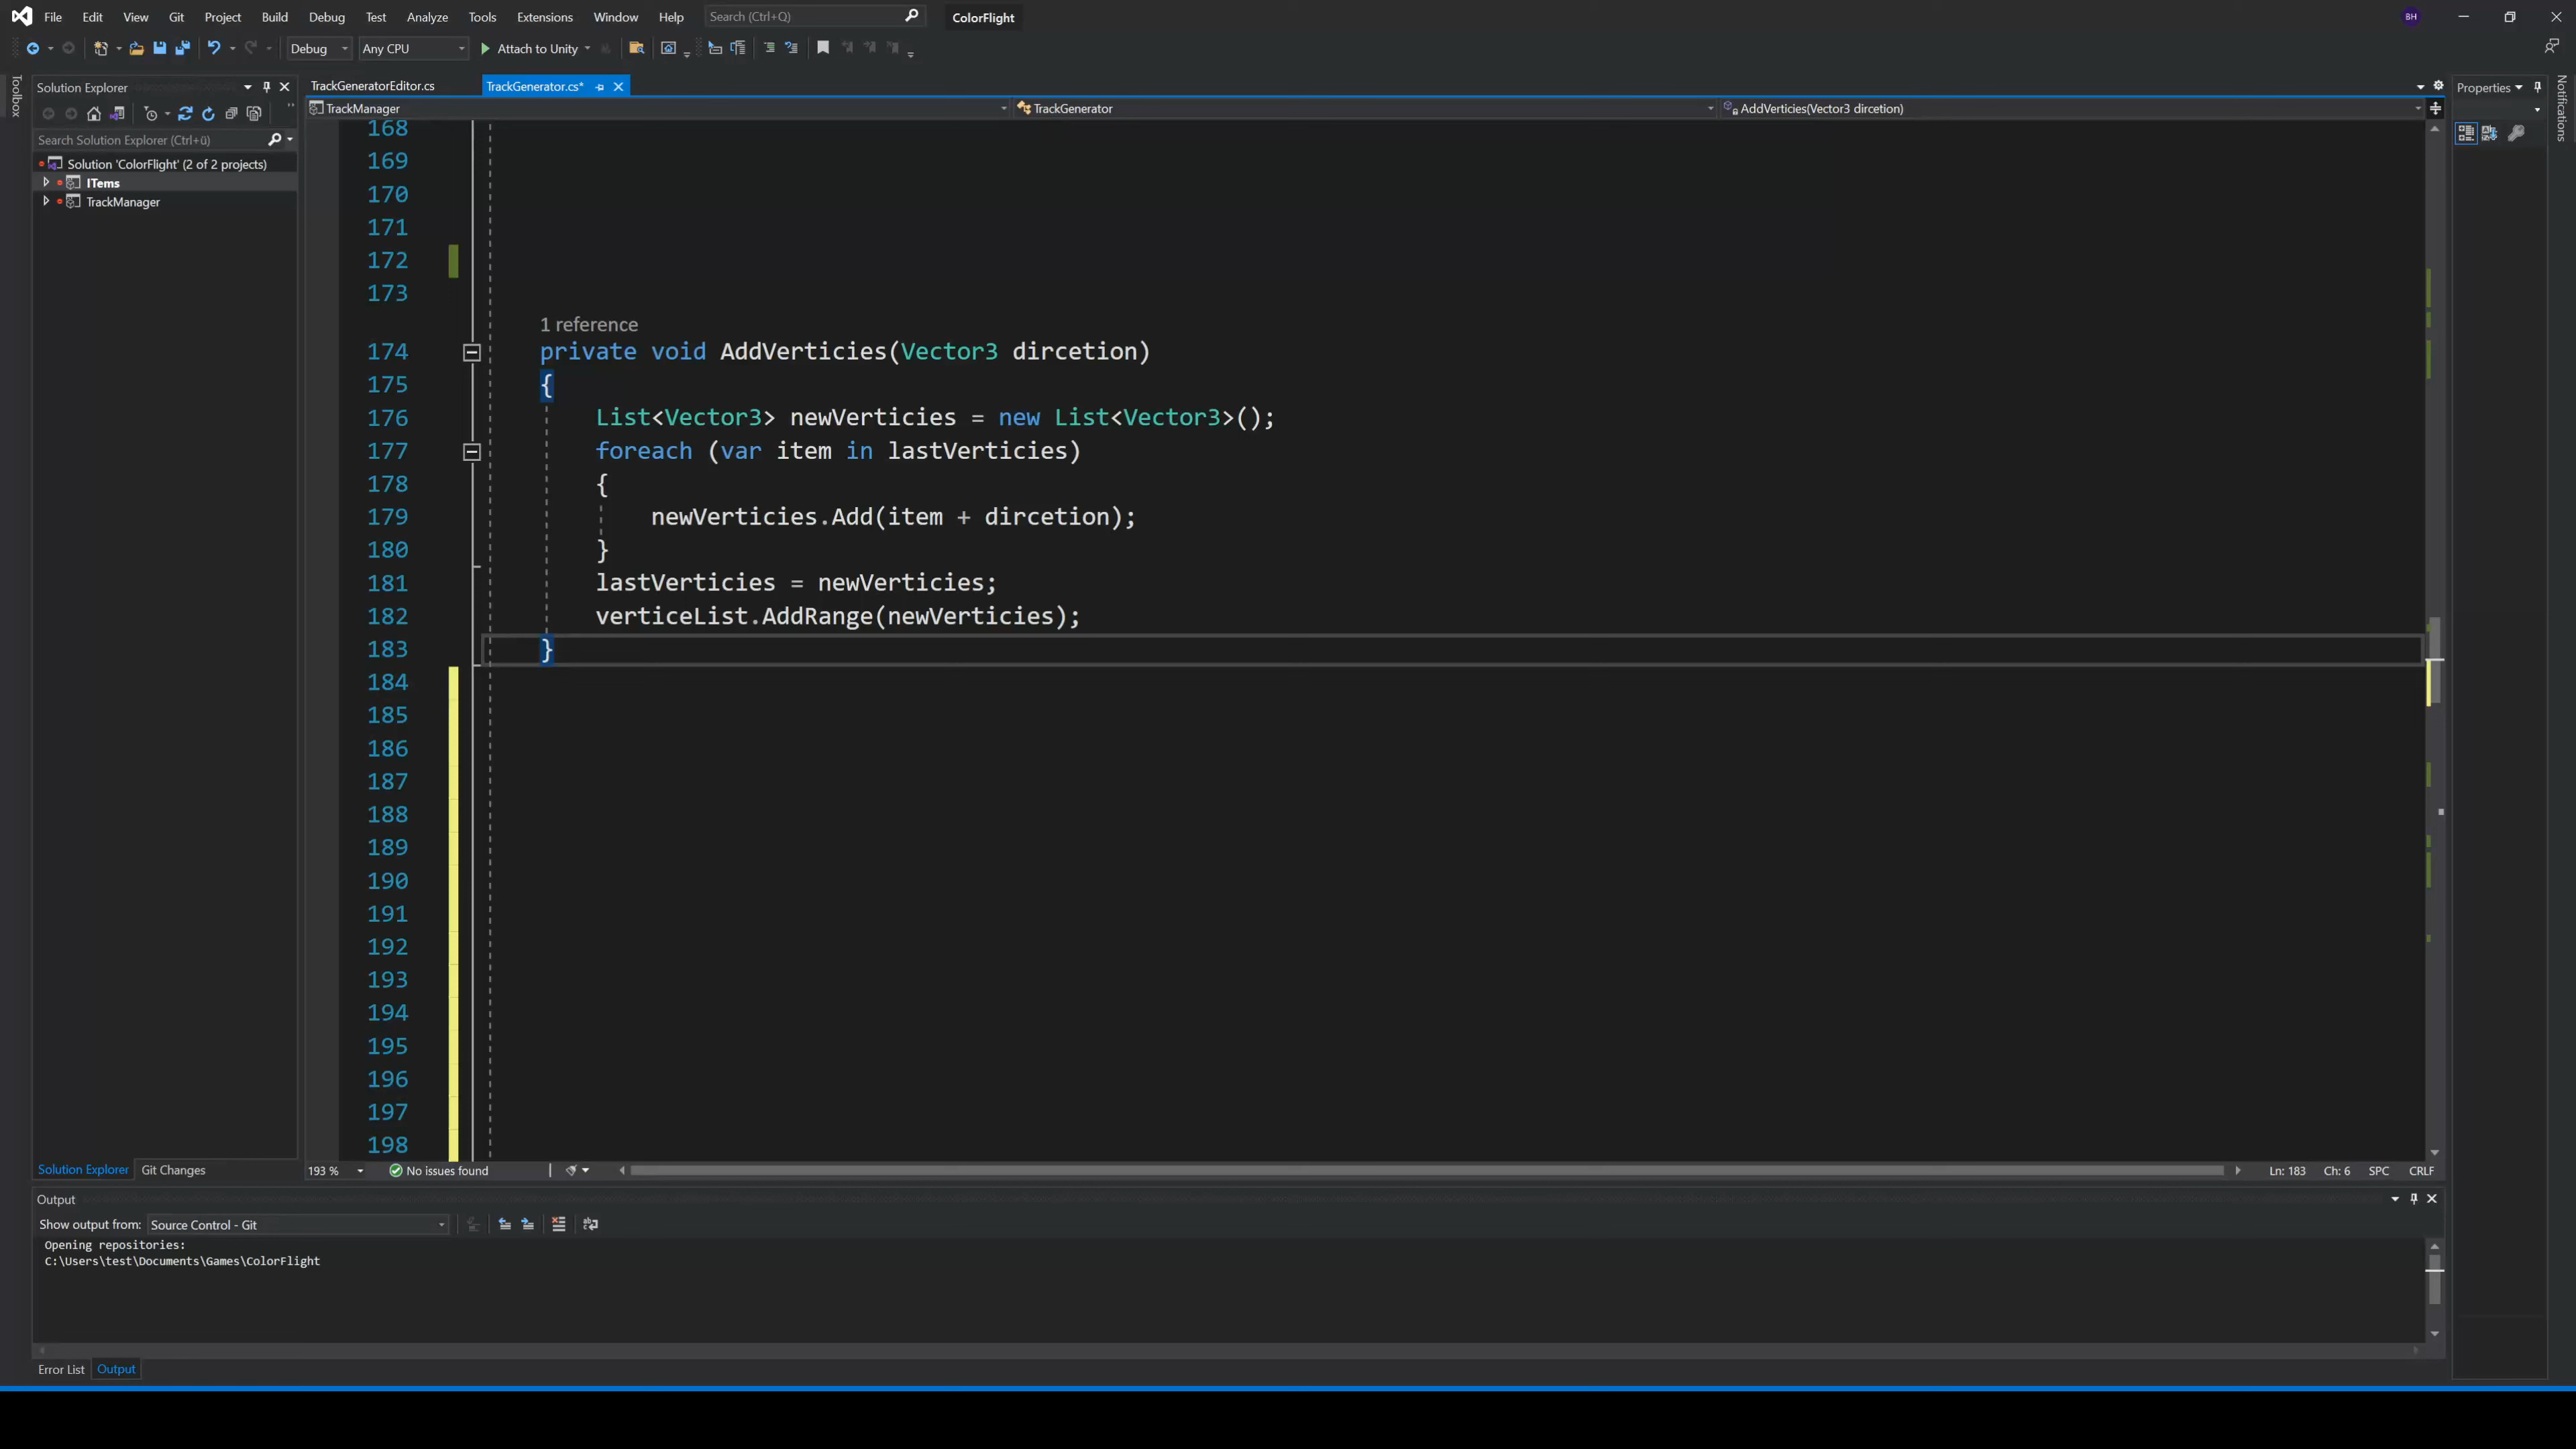 File Edit View Git Project Build Debug Test Analyze Tools Extensions Window Help Search (Ctrl+Q) ColorFlight BH
Debug Any CPU Attach to Unity
Toolbox
Solution Explorer
Search Solution Explorer (Ctrl+ü)
Solution 'ColorFlight' (2 of 2 projects)
ITems
TrackManager
TrackGeneratorEditor.cs TrackGenerator.cs*
TrackManager TrackGenerator AddVerticies(Vector3 dircetion)
168
169
170
171
172
173
1 reference
174 private void AddVerticies(Vector3 dircetion)
175 {
176 List<Vector3> newVerticies = new List<Vector3>();
177 foreach (var item in lastVerticies)
178 {
179 newVerticies.Add(item + dircetion);
180 }
181 lastVerticies = newVerticies;
182 verticeList.AddRange(newVerticies);
183 }
184
185
186
187
188
189
190
191
192
193
194
195
196
197
198
Properties
Notifications
Solution Explorer Git Changes
193 % No issues found Ln: 183 Ch: 6 SPC CRLF
Output
Show output from: Source Control - Git
Opening repositories:
C:\Users\test\Documents\Games\ColorFlight
Error List Output